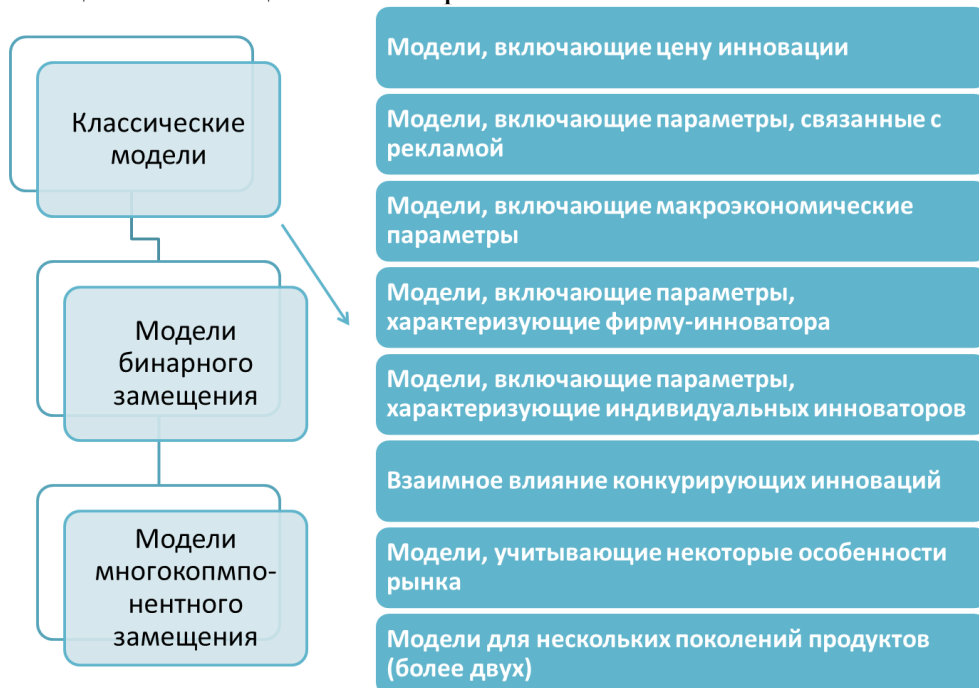 Классические
модели
Модели
бинарного
замещения
Модели
многокопмпо-
нентного
замещения
Модели, включающие цену инновации
Модели, включающие параметры, связанные с
рекламой
Модели, включающие макроэкономические
параметры
Модели, включающие параметры,
характеризующие фирму-инноватора
Модели, включающие параметры,
характеризующие индивидуальных инноваторов
Взаимное влияние конкурирующих инноваций
Модели, учитывающие некоторые особенности
рынка
Модели для нескольких поколений продуктов
(более двух)